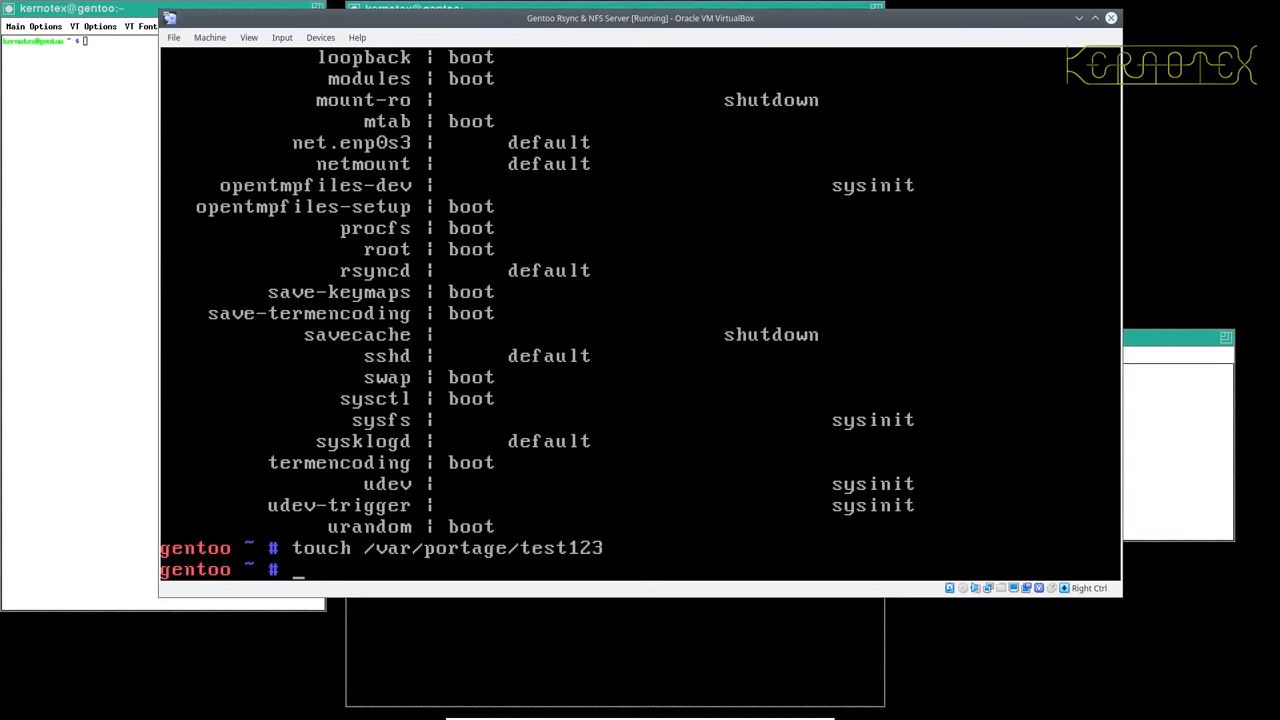 kernotex@gentoo:~
Main Options VT Options VT Font
kernotex@gentoo ~ $
Gentoo Rsync & NFS Server [Running] - Oracle VM VirtualBox
File Machine View Input Devices Help
KERNOTEX
loopback | boot
modules | boot
mount-ro | shutdown
mtab | boot
net.enp0s3 | default
netmount | default
opentmpfiles-dev | sysinit
opentmpfiles-setup | boot
procfs | boot
root | boot
rsyncd | default
save-keymaps | boot
save-termencoding | boot
savecache | shutdown
sshd | default
swap | boot
sysctl | boot
sysfs | sysinit
sysklogd | default
termencoding | boot
udev | sysinit
udev-trigger | sysinit
urandom | boot
gentoo ~ # touch /var/portage/test123
gentoo ~ # _
Right Ctrl